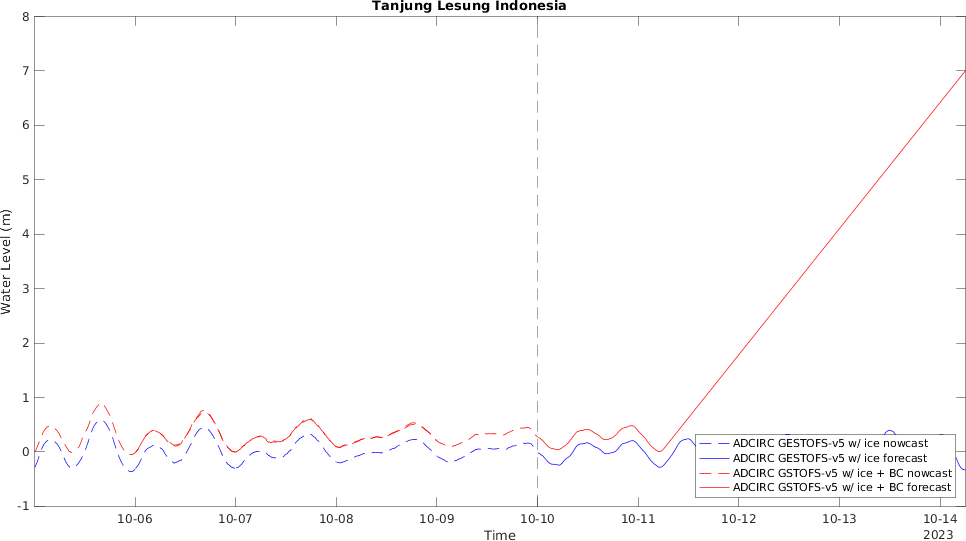 Tanjung Lesung Indonesia
Water Level (m)
8
7
6
5
4
3
2
1
0
-1
10-06
10-07
10-08
10-09
10-10
10-11
10-12
10-13
10-14
2023
Time
ADCIRC GESTOFS-v5 w/ ice nowcast
ADCIRC GESTOFS-v5 w/ ice forecast
ADCIRC GSTOFS-v5 w/ ice + BC nowcast
ADCIRC GSTOFS-v5 w/ ice + BC forecast